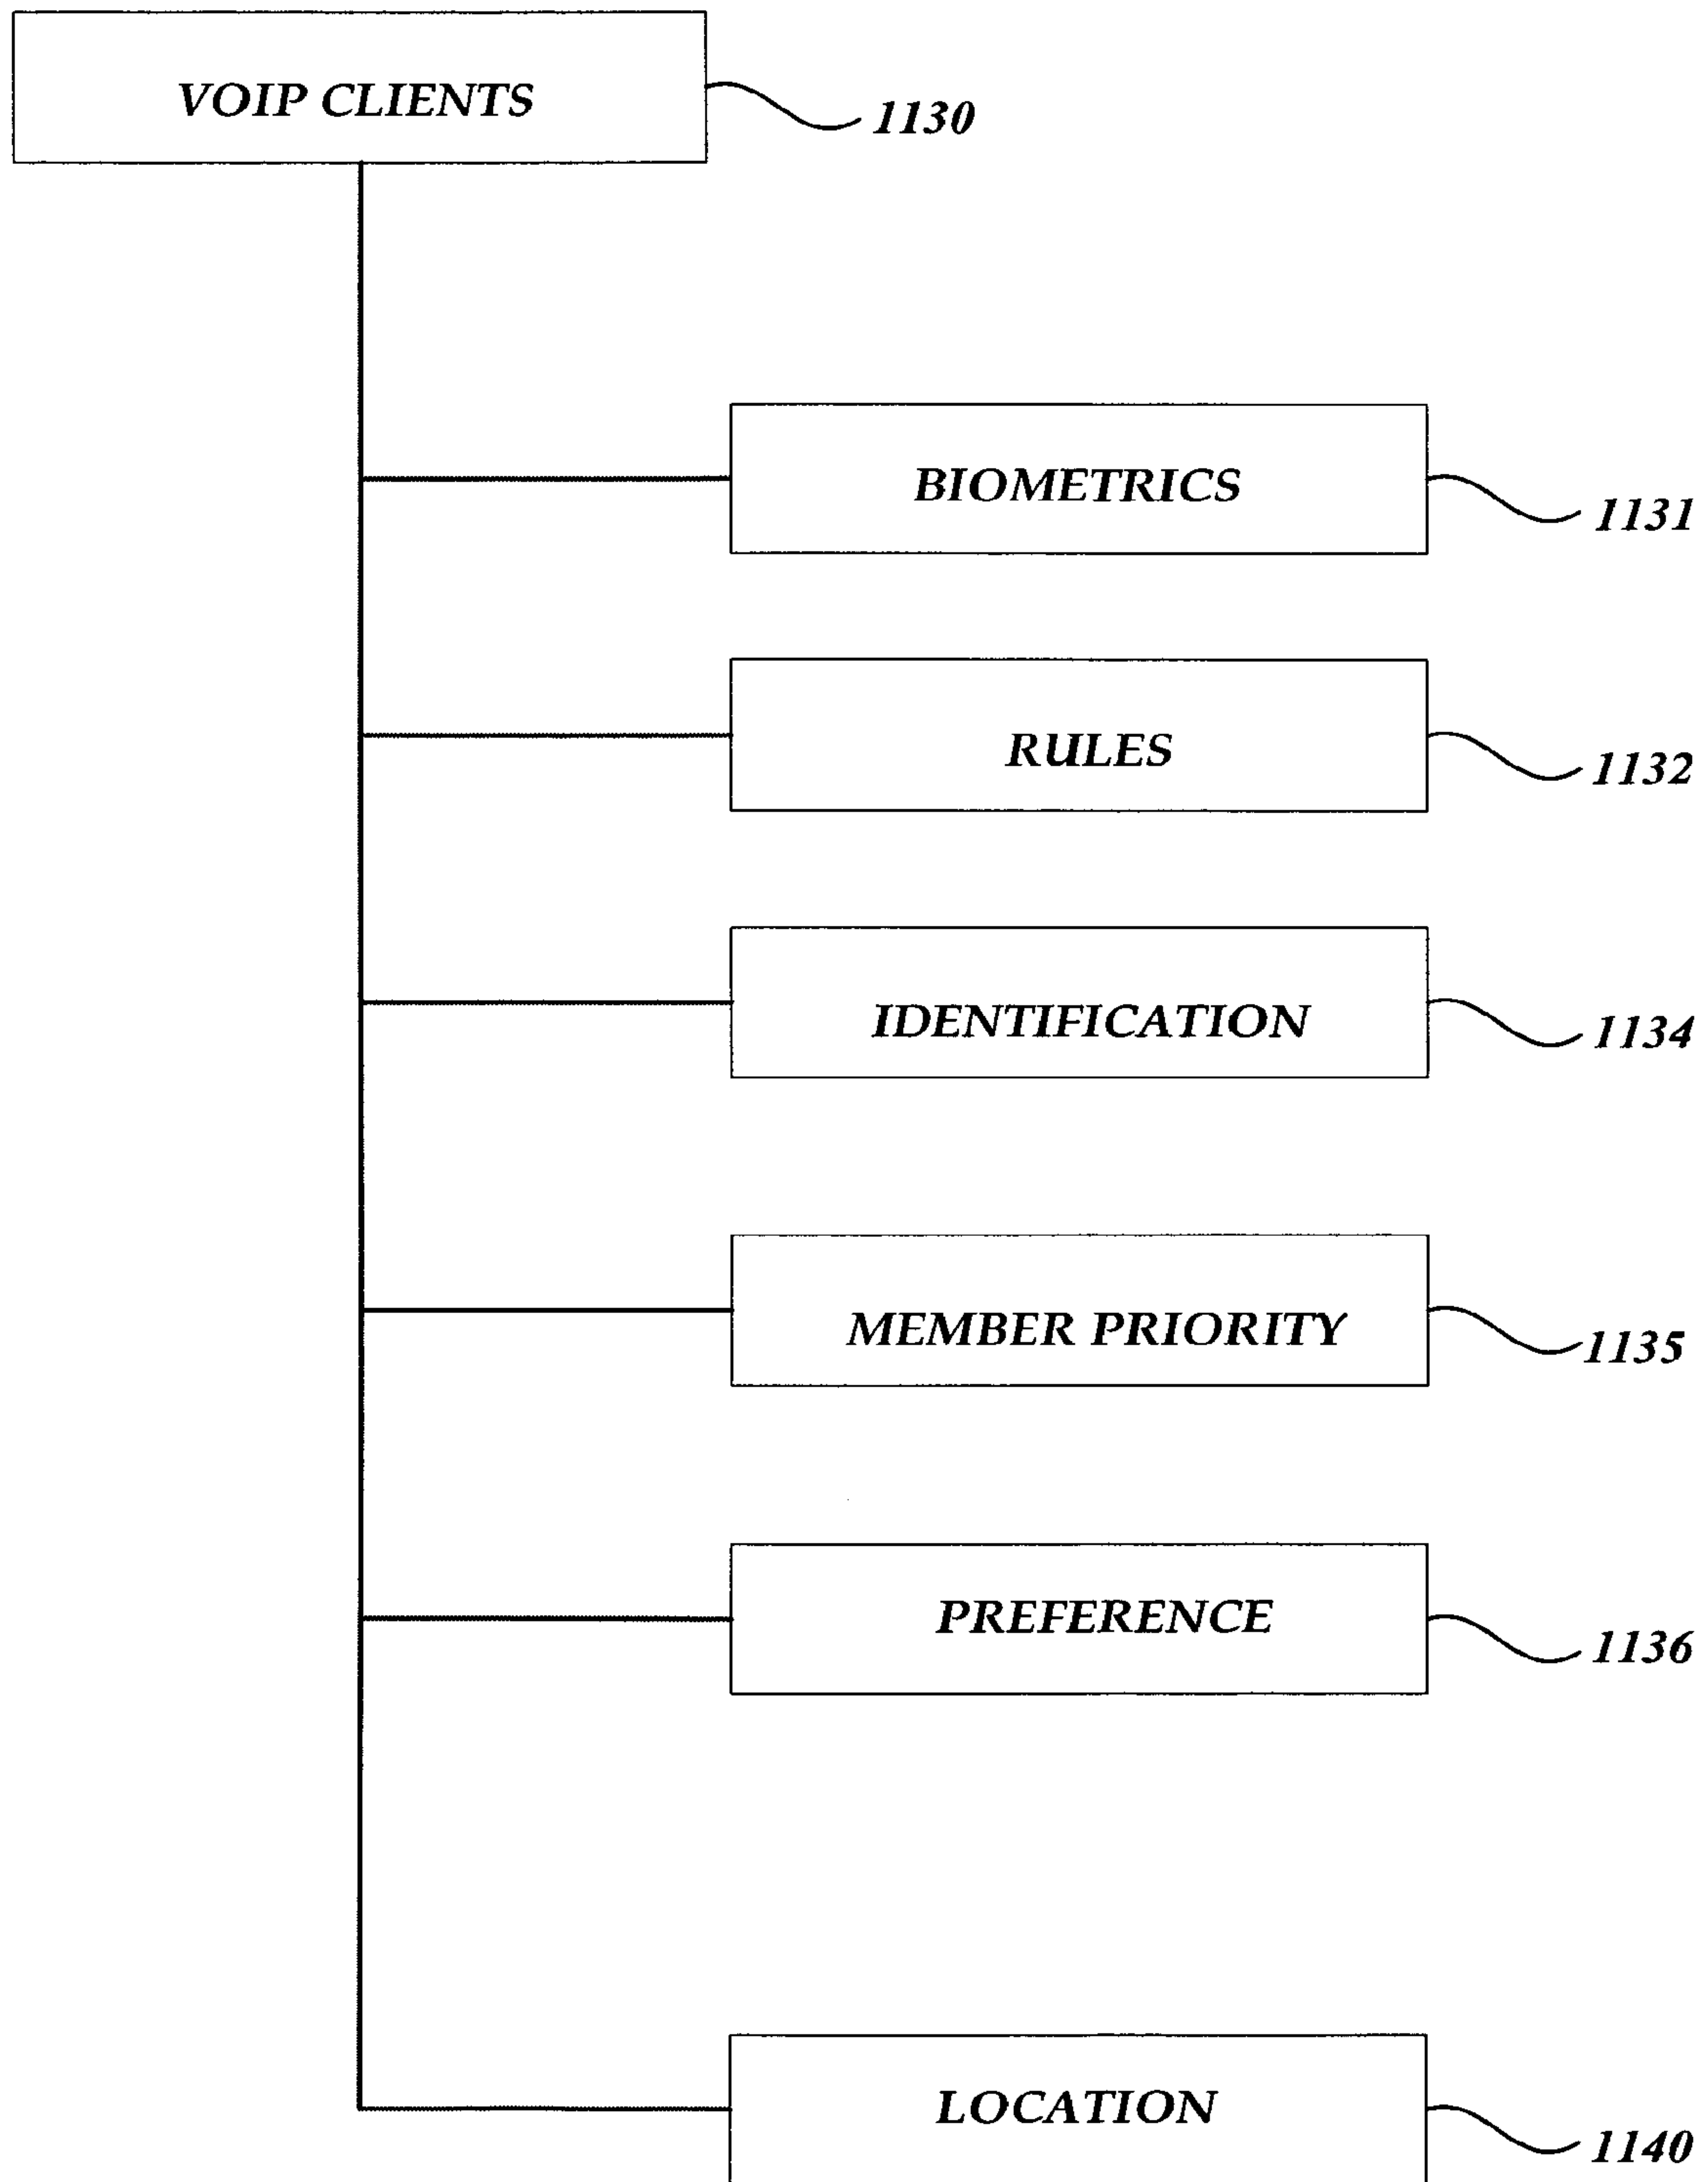 VOIP CLIENTS
1130
BIOMETRICS
1131
RULES
1132
IDENTIFICATION
1134
MEMBER PRIORITY
1135
PREFERENCE
1136
LOCATION
1140